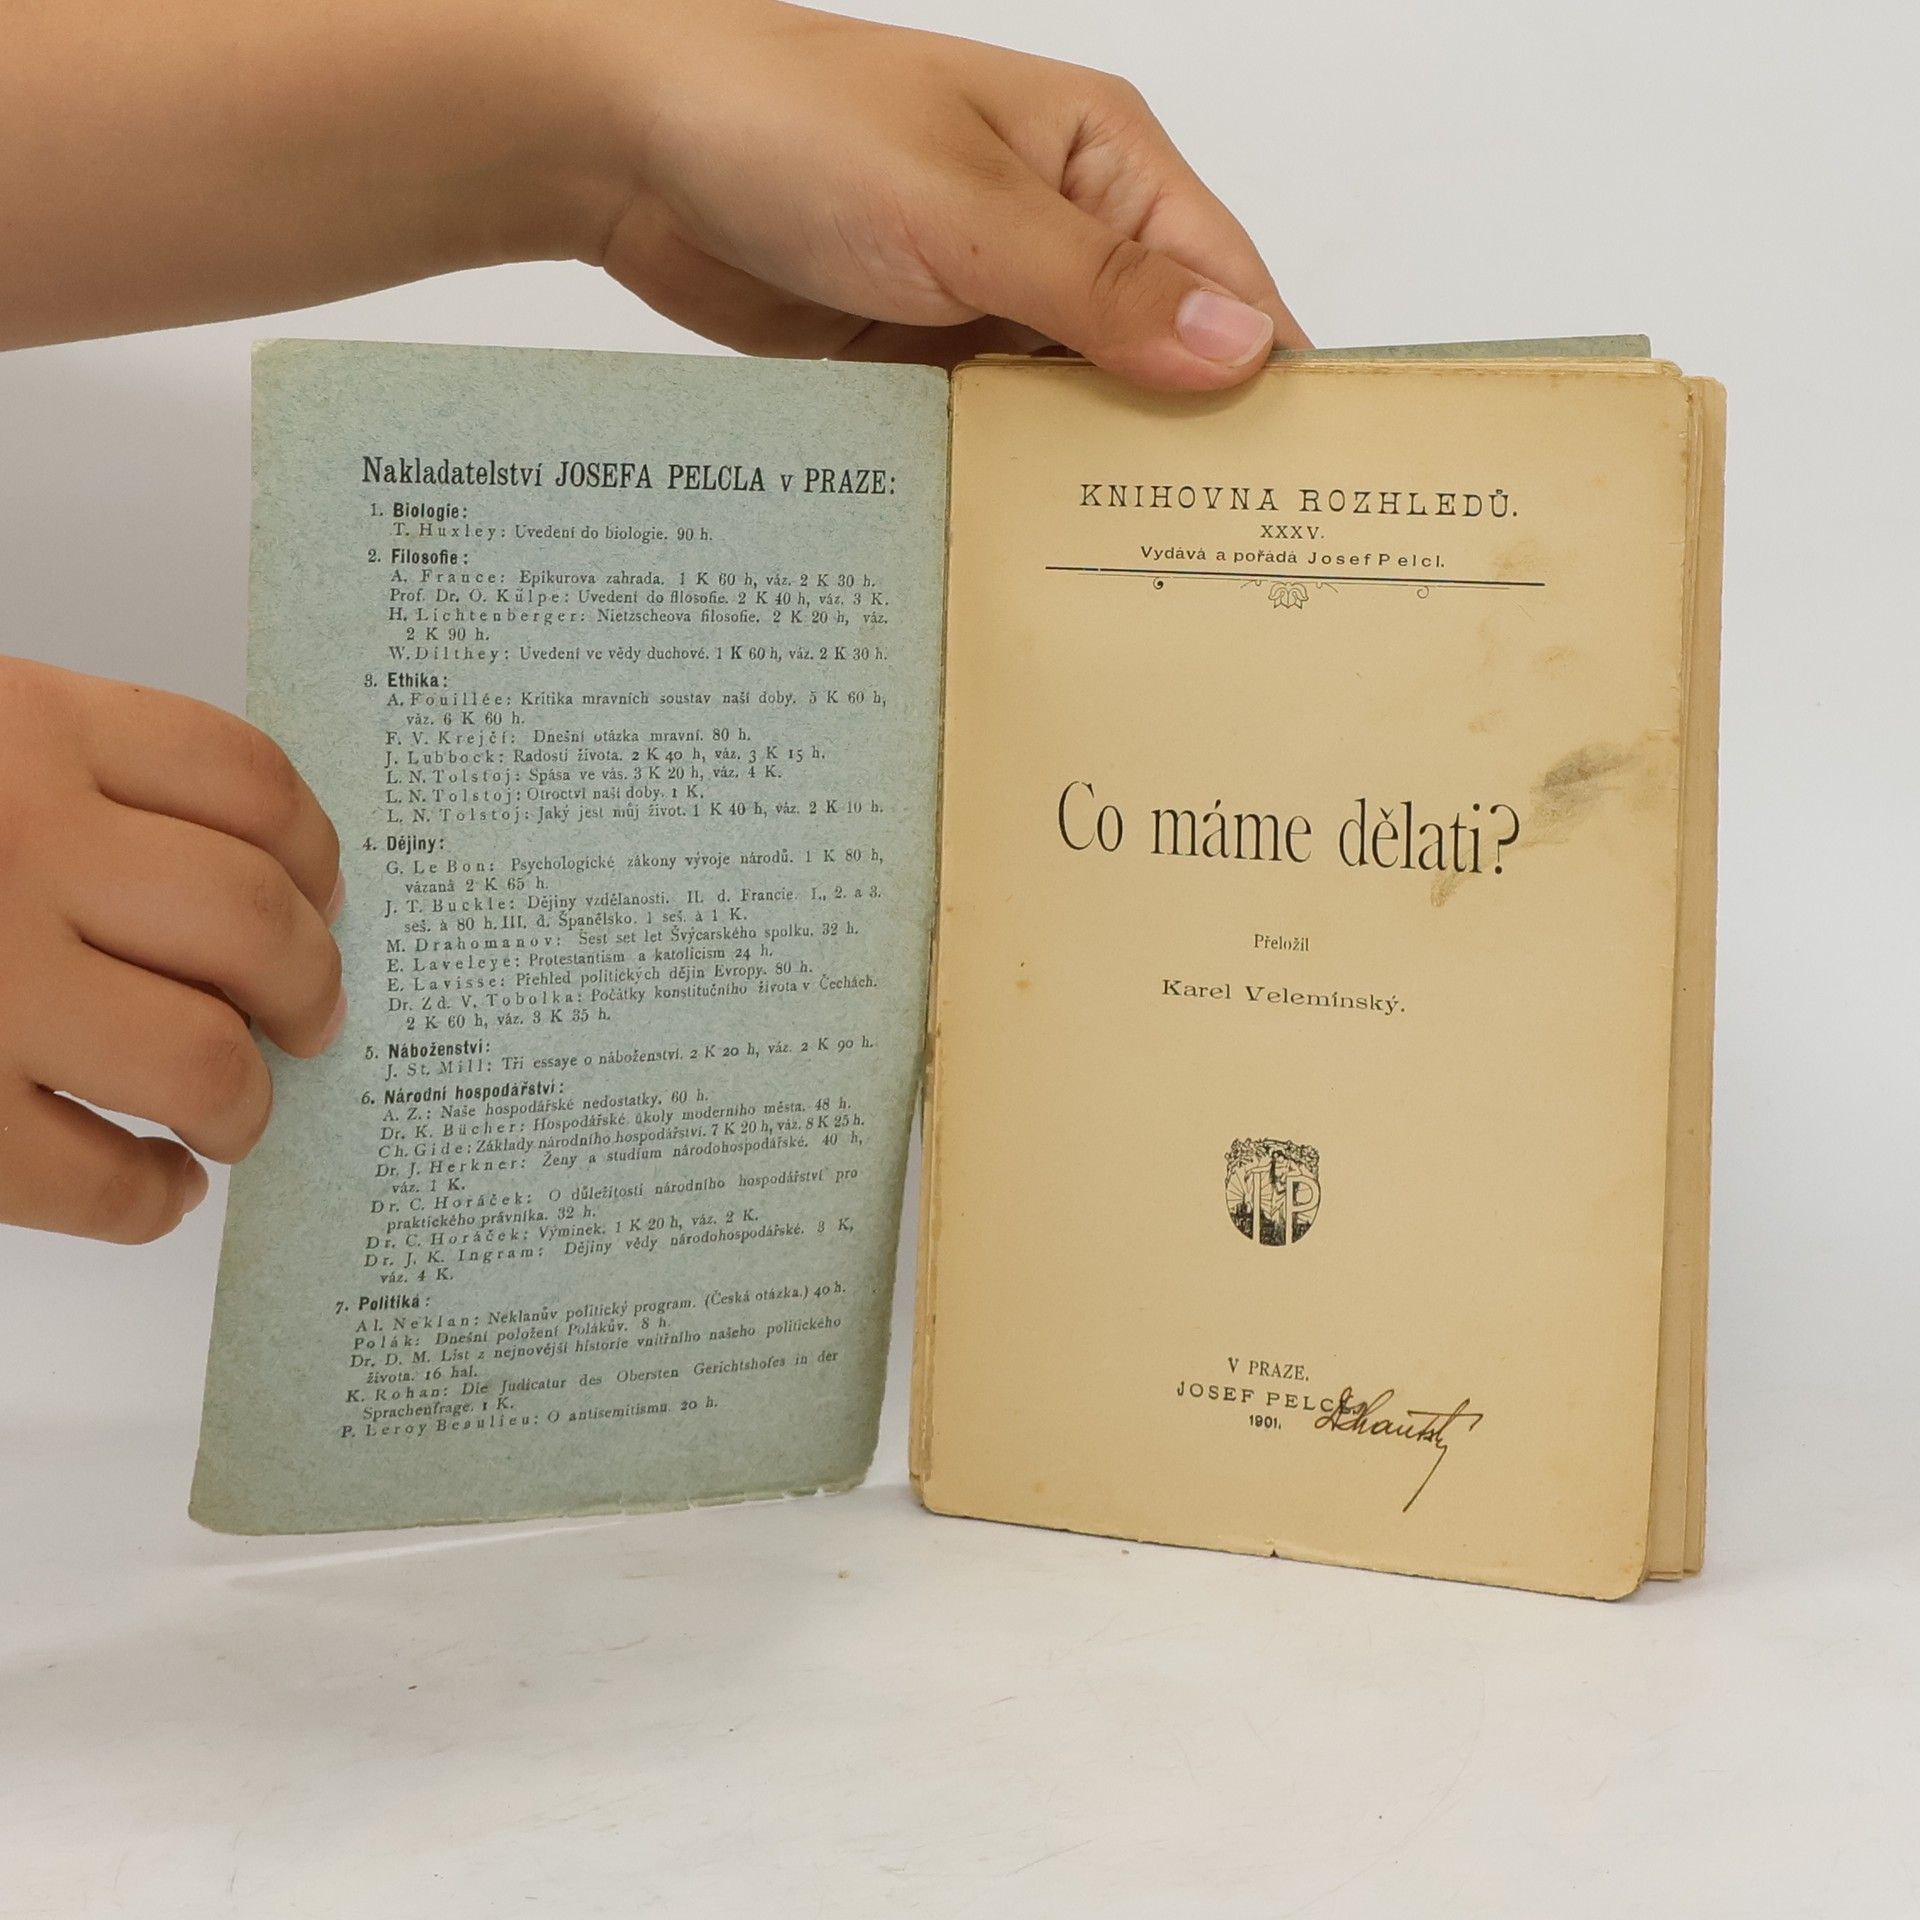 Nakladatelství JOSEFA PELCLA v PRAZE:
1. Biologie:
T. Huxley: Uvedení do biologie. 90 h.
2. Filosofie:
A. France: Epikurova zahrada. 1 K 60 h, váz. 2 K 30 h.
Prof. Dr. O. Külpe: Uvedení do filosofie. 2 K 40 h, váz. 3 K.
H. Lichtenberger: Nietzscheova filosofie. 2 K 20 h, váz.
2 K 90 h.
W. Dilthey: Uvedení ve vědy duchové. 1 K 60 h, váz. 2 K 30 h.
3. Ethika:
A. Fouillée: Kritika mravních soustav naší doby. 5 K 60 h,
váz. 6 K 60 h.
F. V. Krejčí: Dnešní otázka mravní. 80 h.
J. Lubbock: Radosti života. 2 K 40 h, váz. 3 K 15 h.
L. N. Tolstoj: Spása ve vás. 3 K 20 h, váz. 4 K.
L. N. Tolstoj: Otroctví naší doby. 1 K.
L. N. Tolstoj: Jaký jest můj život. 1 K 40 h, váz. 2 K 10 h.
4. Dějiny:
G. Le Bon: Psychologické zákony vývoje národů. 1 K 80 h,
vázaná 2 K 65 h.
J. T. Buckle: Dějiny vzdělanosti. II. d. Francie. 1., 2. a 3.
seš. à 80 h. III. d. Španělsko. 1 seš. à 1 K.
M. Drahomanov: Šest set let Švýcarského spolku. 32 h.
E. Laveleye: Protestantism a katolicism 24 h.
E. Lavisse: Přehled politických dějin Evropy. 80 h.
Dr. Zd. V. Tobolka: Počátky konstitučního života v Čechách.
2 K 60 h, váz. 3 K 35 h.
5. Náboženství:
J. St. Mill: Tři essaye o náboženství. 2 K 20 h, váz. 2 K 90 h.
6. Národní hospodářství:
A. Z.: Naše hospodářské nedostatky. 60 h.
Dr. K. Bücher: Hospodářské úkoly moderního města. 48 h.
Ch. Gide: Základy národního hospodářství. 7 K 20 h, váz. 8 K 25 h.
Dr. J. Herkner: Ženy a studium národohospodářské. 40 h,
váz. 1 K.
Dr. C. Horáček: O důležitosti národního hospodářství pro
praktického právníka. 32 h.
Dr. C. Horáček: Výminek. 1 K 20 h, váz. 2 K.
Dr. J. K. Ingram: Dějiny vědy národohospodářské. 3 K,
váz. 4 K.
7. Politika:
Al. Neklan: Neklanův politický program. (Česká otázka.) 40 h.
Polák: Dnešní položení Polákův. 8 h.
Dr. D. M. List z nejnovější historie vnitřního našeho politického
života. 16 hal.
K. Rohan: Die Judicatur des Obersten Gerichtshofes in der
Sprachenfrage. 1 K.
P. Leroy Beaulieu: O antisemitismu. 20 h.
KNIHOVNA ROZHLEDŮ.
XXXV.
Vydává a pořádá Josef Pelcl.
Co máme dělati?
Přeložil
Karel Velemínský.
V PRAZE.
JOSEF PELCL.
1901.